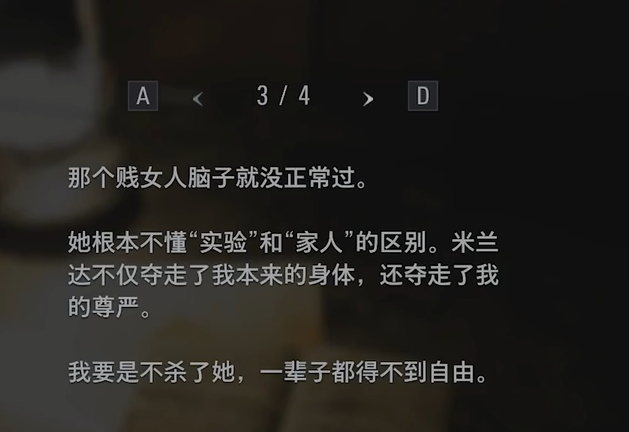 A < 3 / 4 > D
那个贱女人脑子就没正常过。
她根本不懂“实验”和“家人”的区别。米兰
达不仅夺走了我本来的身体，还夺走了我
的尊严。
我要是不杀了她，一辈子都得不到自由。